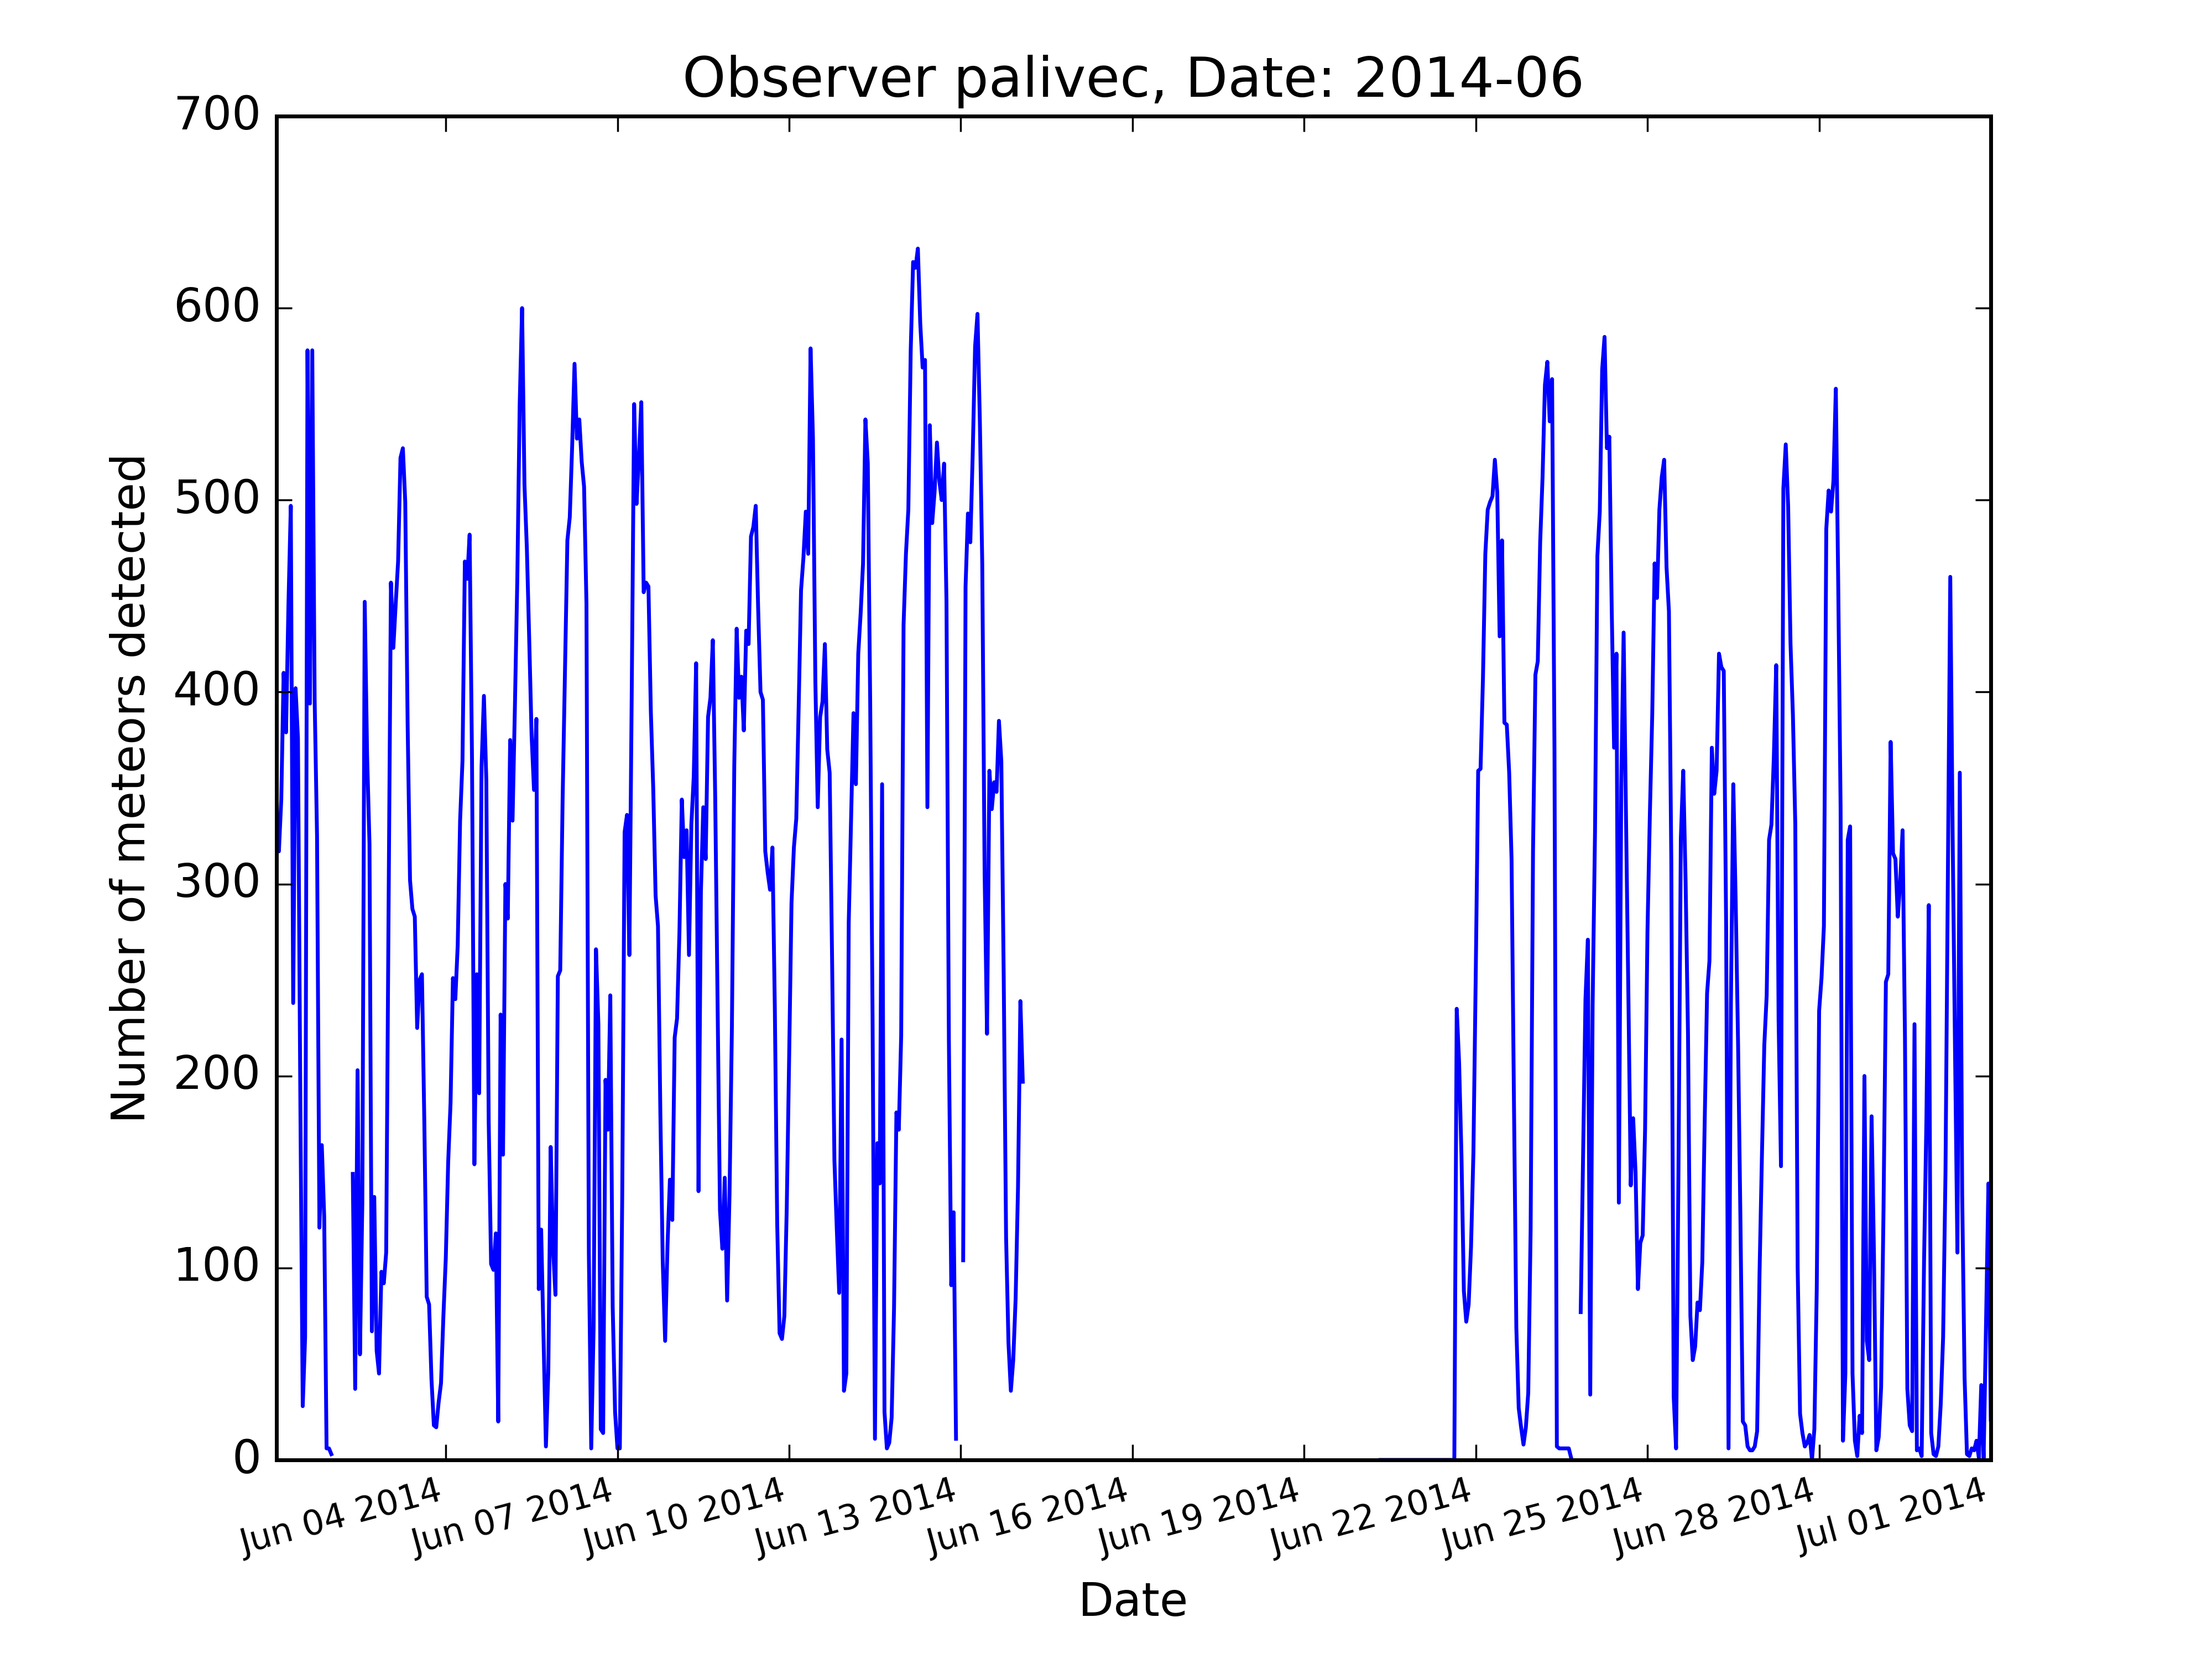 Observer palivec, Date: 2014-06
700
600
500
400
300
200
100
0
Number of meteors detected
Jun 04 2014
Jun 07 2014
Jun 10 2014
Jun 13 2014
Jun 16 2014
Jun 19 2014
Jun 22 2014
Jun 25 2014
Jun 28 2014
Jul 01 2014
Date